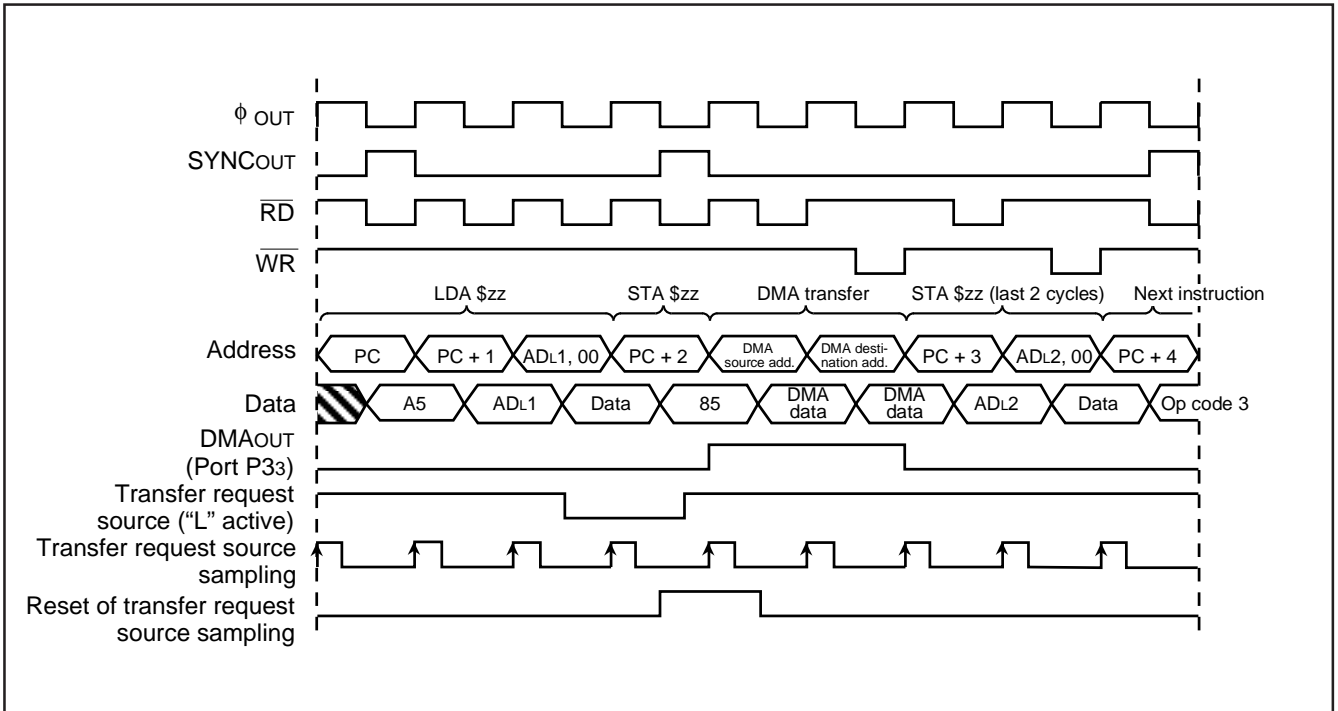 ϕ OUT
SYNCOUT
RD
WR
LDA $zz STA $zz DMA transfer STA $zz (last 2 cycles) Next instruction
Address PC PC + 1 ADL1, 00 PC + 2 DMA source add. DMA desti- nation add. PC + 3 ADL2, 00 PC + 4
Data A5 ADL1 Data 85 DMA data DMA data ADL2 Data Op code 3
DMAOUT
(Port P33)
Transfer request
source (“L” active)
Transfer request source
sampling
Reset of transfer request
source sampling